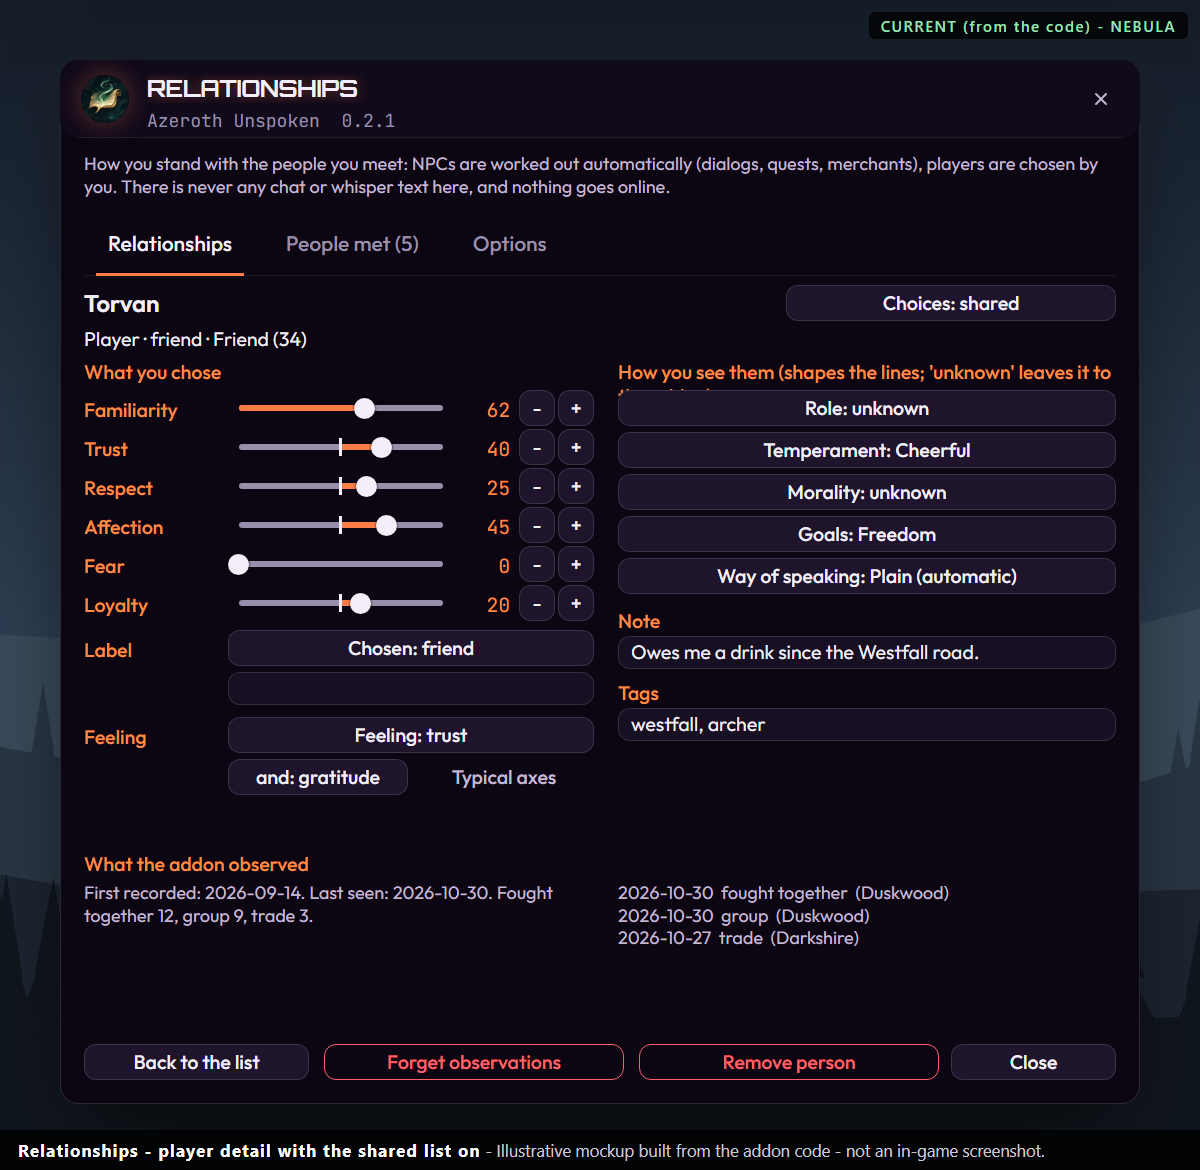 CURRENT (from the code) - NEBULA
RELATIONSHIPS
Azeroth Unspoken 0.2.1
×
How you stand with the people you meet: NPCs are worked out automatically (dialogs, quests, merchants), players are chosen by
you. There is never any chat or whisper text here, and nothing goes online.
Relationships People met (5) Options
Torvan
Choices: shared
Player · friend · Friend (34)
What you chose
Familiarity 62 - +
Trust 40 - +
Respect 25 - +
Affection 45 - +
Fear 0 - +
Loyalty 20 - +
Label Chosen: friend
Feeling Feeling: trust
and: gratitude Typical axes
How you see them (shapes the lines; 'unknown' leaves it to
Role: unknown
Temperament: Cheerful
Morality: unknown
Goals: Freedom
Way of speaking: Plain (automatic)
Note
Owes me a drink since the Westfall road.
Tags
westfall, archer
What the addon observed
First recorded: 2026-09-14. Last seen: 2026-10-30. Fought
together 12, group 9, trade 3.
2026-10-30 fought together (Duskwood)
2026-10-30 group (Duskwood)
2026-10-27 trade (Darkshire)
Back to the list Forget observations Remove person Close
Relationships - player detail with the shared list on - Illustrative mockup built from the addon code - not an in-game screenshot.